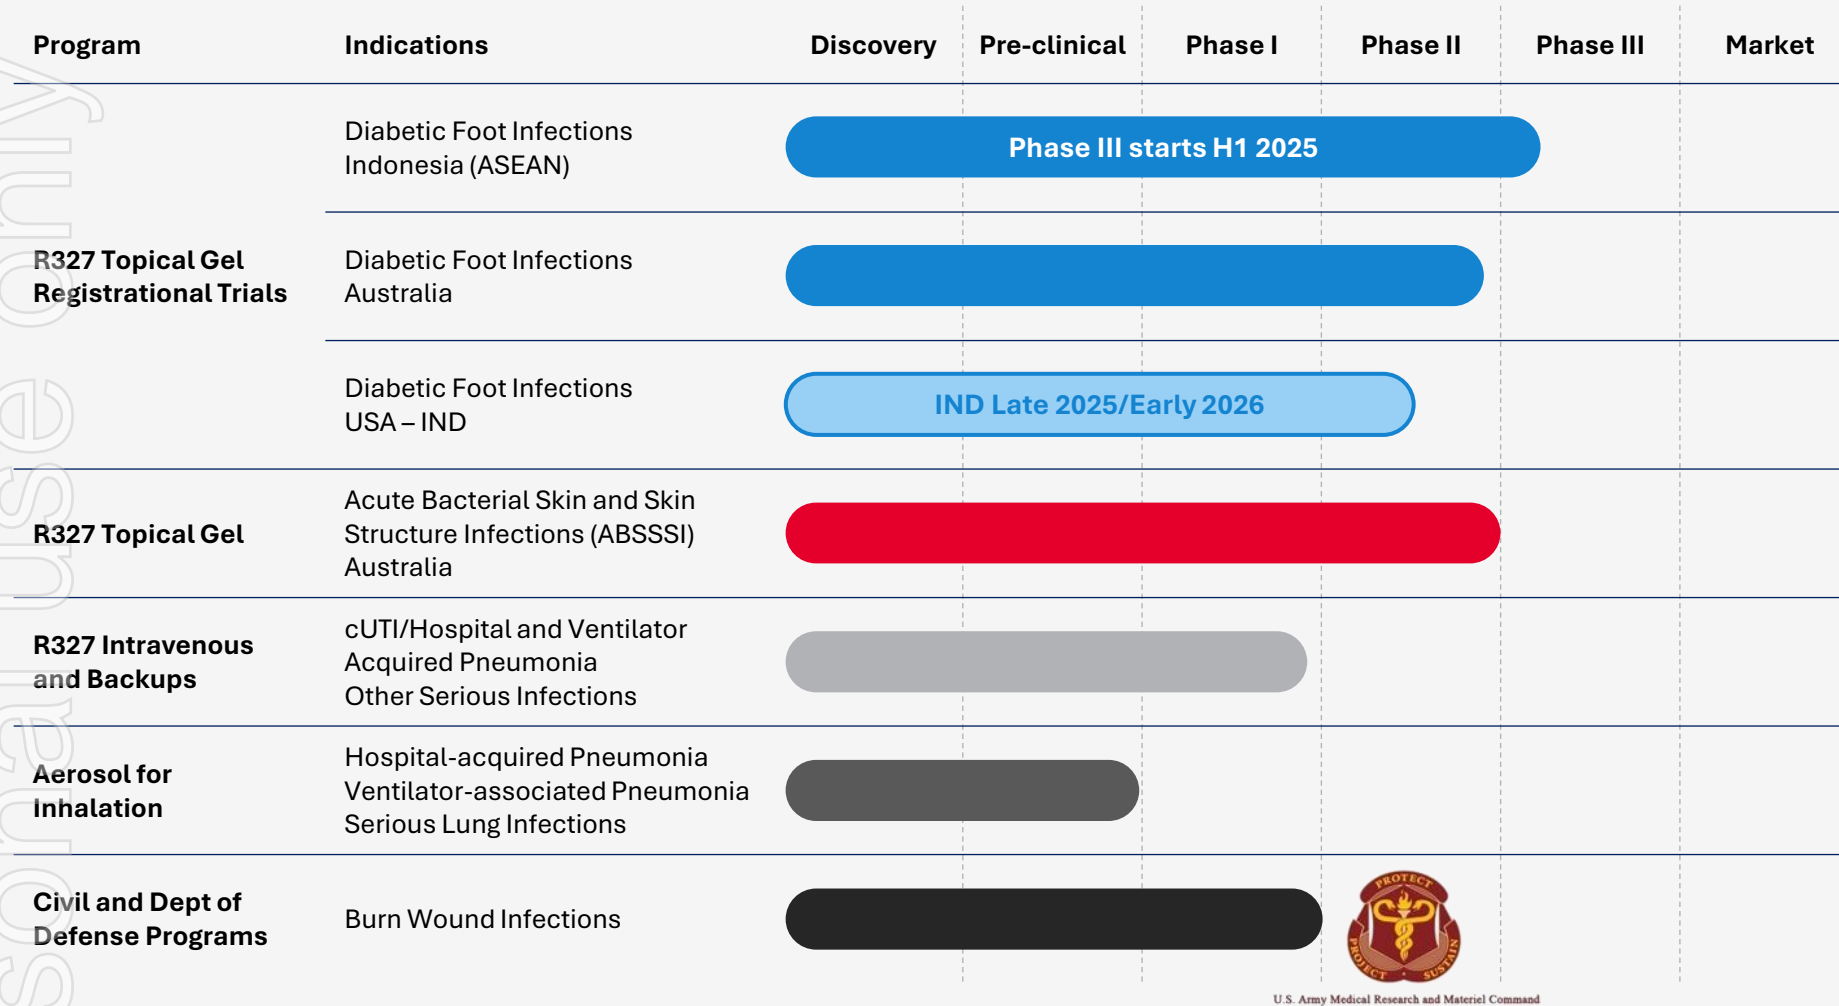 Program Indications Discovery Pre-clinical Phase I Phase II Phase III Market
Diabetic Foot Infections
Indonesia (ASEAN)
Phase III starts H1 2025
R327 Topical Gel
Registrational Trials
Diabetic Foot Infections
Australia
Diabetic Foot Infections
USA – IND
IND Late 2025/Early 2026
R327 Topical Gel
Acute Bacterial Skin and Skin
Structure Infections (ABSSSI)
Australia
R327 Intravenous
and Backups
cUTI/Hospital and Ventilator
Acquired Pneumonia
Other Serious Infections
Aerosol for
Inhalation
Hospital-acquired Pneumonia
Ventilator-associated Pneumonia
Serious Lung Infections
Civil and Dept of
Defense Programs
Burn Wound Infections
PROTECT
PROJECT · SUSTAIN
U.S. Army Medical Research and Materiel Command
sonal use only